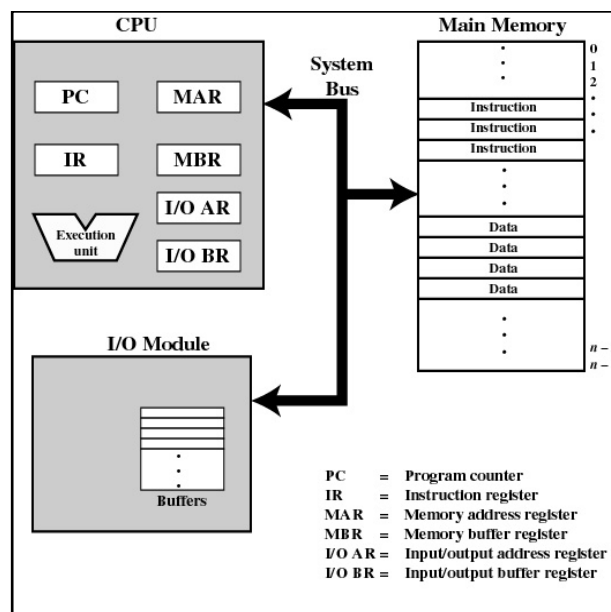 CPU
PC
MAR
IR
MBR
I/O AR
Execution
unit
I/O BR
System
Bus
Main Memory
0
1
2
Instruction
Instruction
Instruction
Data
Data
Data
Data
n –
n –
I/O Module
Buffers
PC = Program counter
IR = Instruction register
MAR = Memory address register
MBR = Memory buffer register
I/O AR = Input/output address register
I/O BR = Input/output buffer register